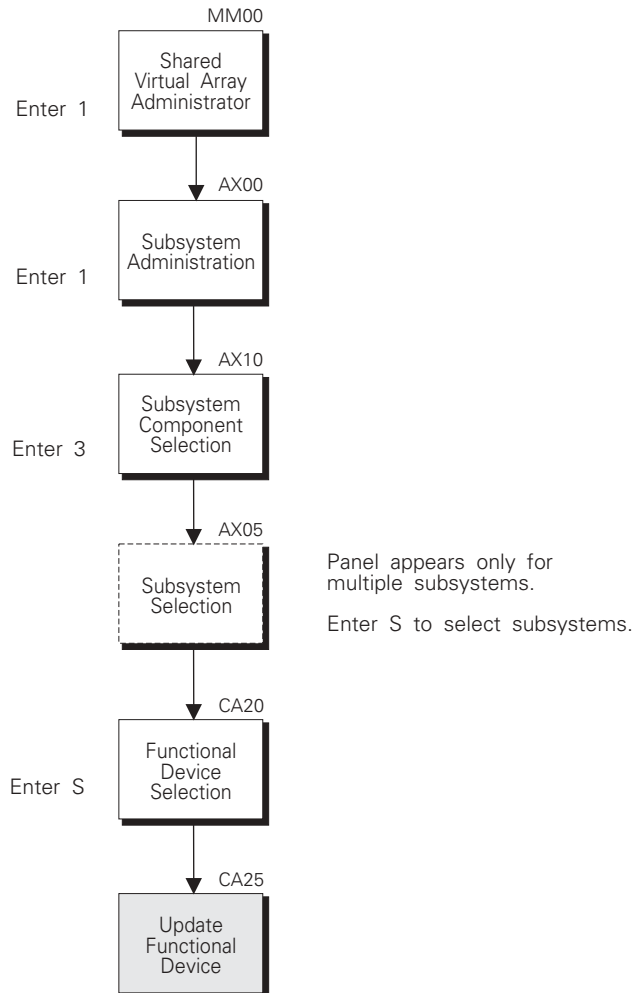 MM00
Shared
Virtual Array
Administrator
Enter 1
AX00
Subsystem
Administration
Enter 1
AX10
Subsystem
Component
Selection
Enter 3
AX05
Subsystem
Selection
Panel appears only for
multiple subsystems.
Enter S to select subsystems.
CA20
Functional
Device
Selection
Enter S
CA25
Update
Functional
Device